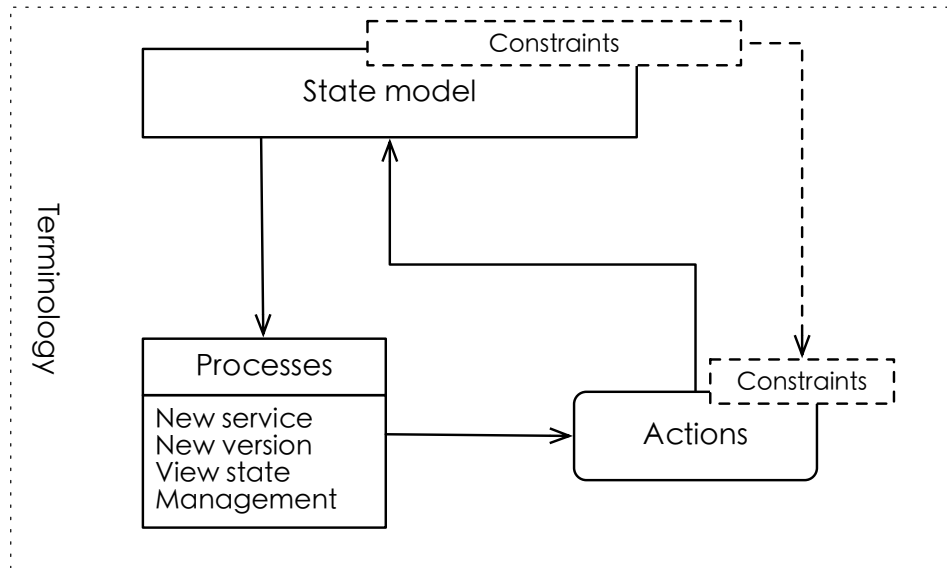 Constraints
State model
Terminology
Processes
New service
New version
View state
Management
Constraints
Actions